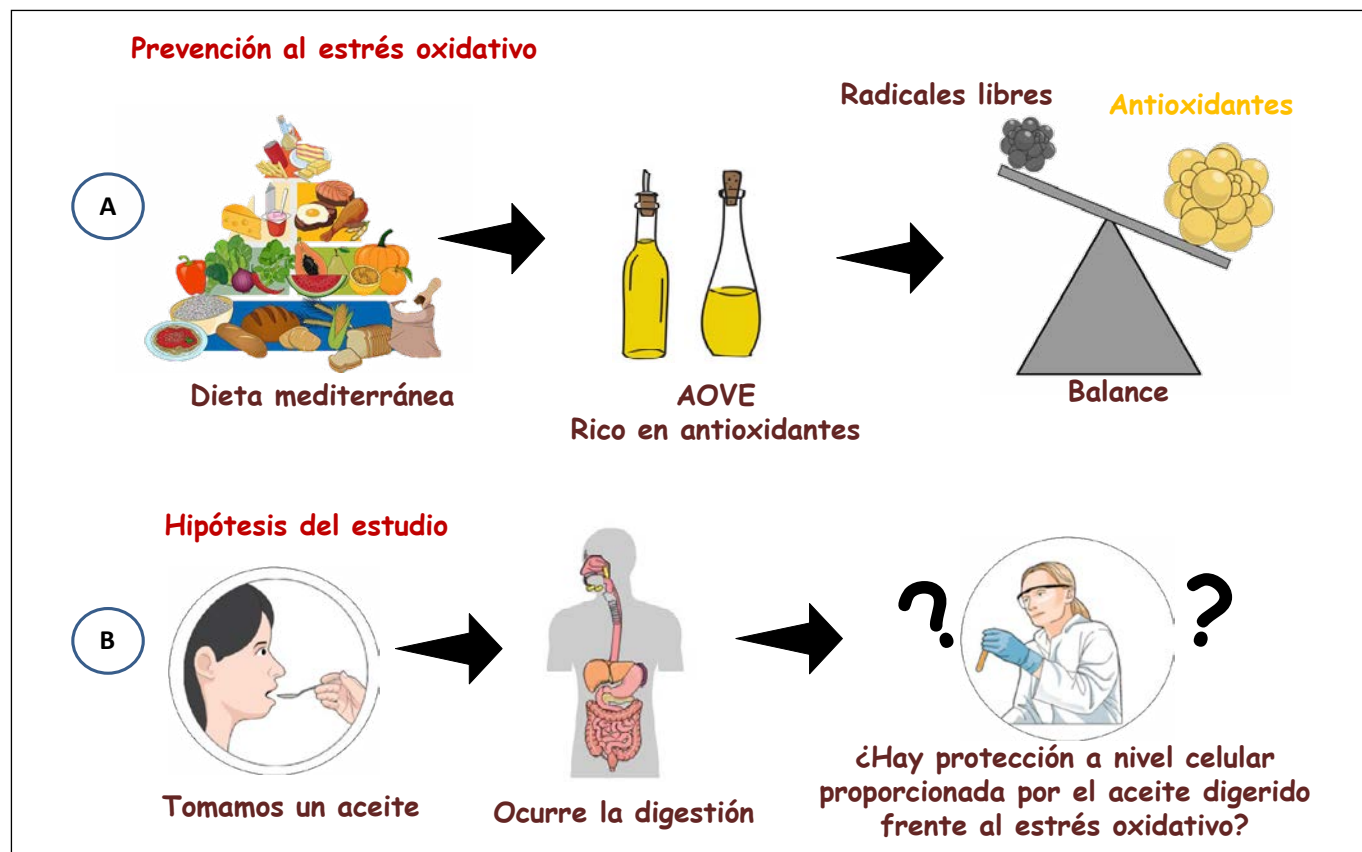 Prevención al estrés oxidativo
Radicales libres
Antioxidantes
A
Dieta mediterránea
AOVE
Rico en antioxidantes
Balance
Hipótesis del estudio
B
?
?
Tomamos un aceite
Ocurre la digestión
¿Hay protección a nivel celular
proporcionada por el aceite digerido
frente al estrés oxidativo?